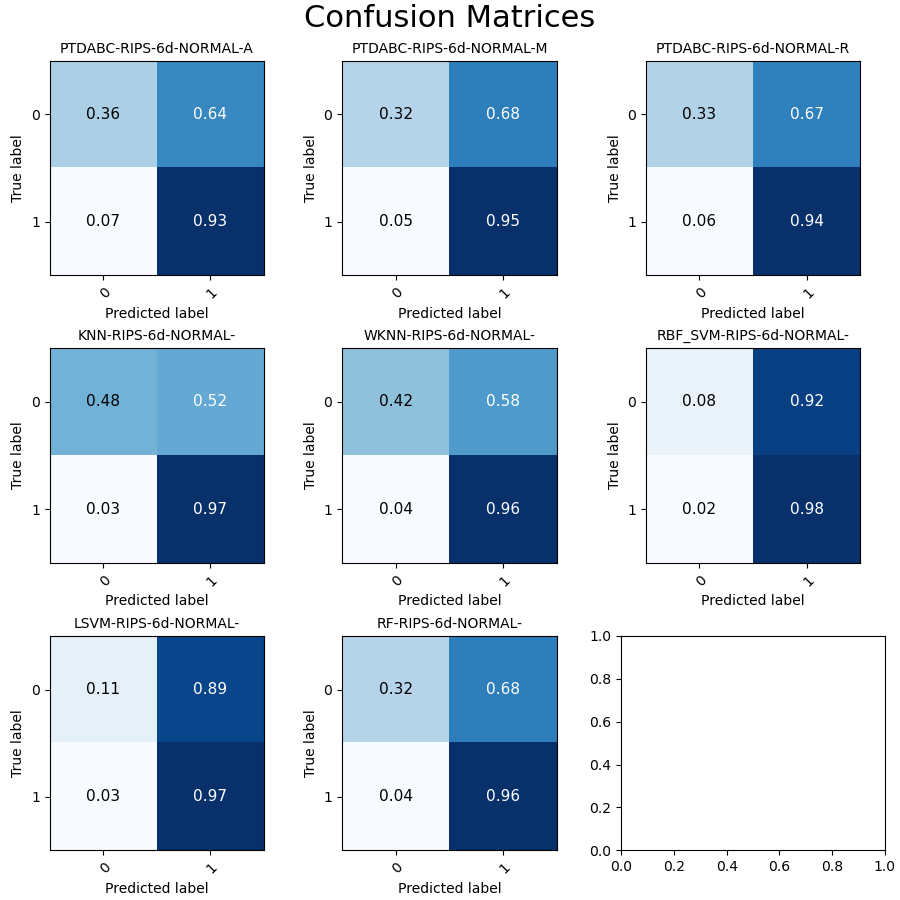 Confusion Matrices
PTDABC-RIPS-6d-NORMAL-A
PTDABC-RIPS-6d-NORMAL-M
PTDABC-RIPS-6d-NORMAL-R
True label
0
0.36
0.64
1
0.07
0.93
0
1
Predicted label
True label
0
0.32
0.68
1
0.05
0.95
0
1
Predicted label
True label
0
0.33
0.67
1
0.06
0.94
0
1
Predicted label
KNN-RIPS-6d-NORMAL-
WKNN-RIPS-6d-NORMAL-
RBF_SVM-RIPS-6d-NORMAL-
True label
0
0.48
0.52
1
0.03
0.97
0
1
Predicted label
True label
0
0.42
0.58
1
0.04
0.96
0
1
Predicted label
True label
0
0.08
0.92
1
0.02
0.98
0
1
Predicted label
LSVM-RIPS-6d-NORMAL-
RF-RIPS-6d-NORMAL-
True label
0
0.11
0.89
1
0.03
0.97
0
1
Predicted label
True label
0
0.32
0.68
1
0.04
0.96
0
1
Predicted label
1.0
0.8
0.6
0.4
0.2
0.0
0.0 0.2 0.4 0.6 0.8 1.0